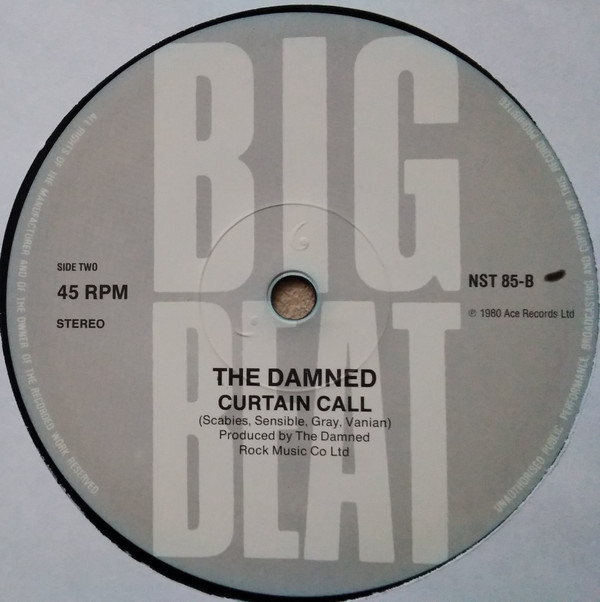 BIG
BEAT
SIDE TWO
45 RPM
STEREO
NST 85-B
℗ 1980 Ace Records Ltd
6
THE DAMNED
CURTAIN CALL
(Scabies, Sensible, Gray, Vanian)
Produced by The Damned
Rock Music Co Ltd
ALL RIGHTS OF THE MANUFACTURER AND OF THE OWNER OF THE RECORDED WORK RESERVED
UNAUTHORISED PUBLIC PERFORMANCE BROADCASTING AND COPYING OF THIS RECORD PROHIBITED